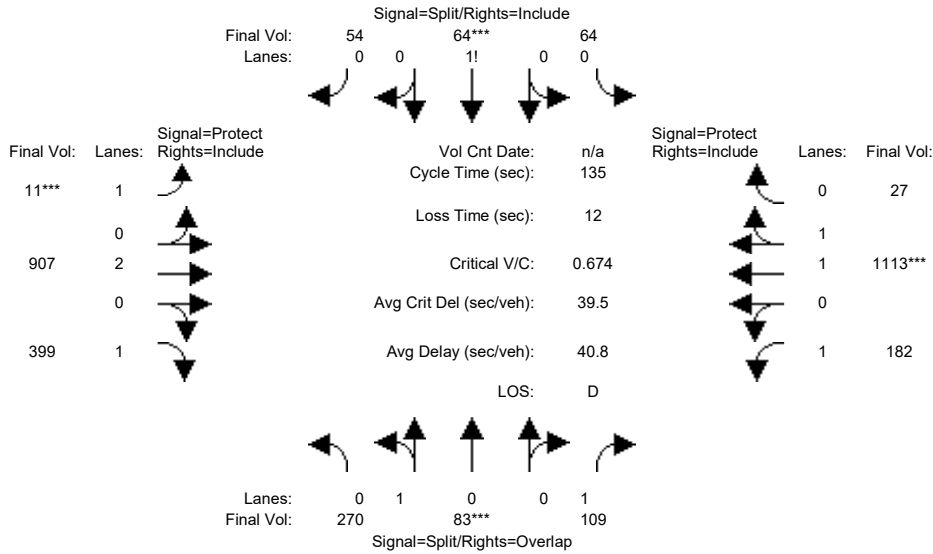 Signal=Split/Rights=Include
Final Vol: 54 64*** 64
Lanes: 0 0 1! 0 0
Signal=Protect
Final Vol: Lanes: Rights=Include
Vol Cnt Date: n/a
Signal=Protect
Rights=Include Lanes: Final Vol:
Cycle Time (sec): 135
11*** 1
0 27
Loss Time (sec): 12
0
1
907 2
Critical V/C: 0.674
1 1113***
0
Avg Crit Del (sec/veh): 39.5
0
399 1
Avg Delay (sec/veh): 40.8
1 182
LOS: D
Lanes: 0 1 0 0 1
Final Vol: 270 83*** 109
Signal=Split/Rights=Overlap